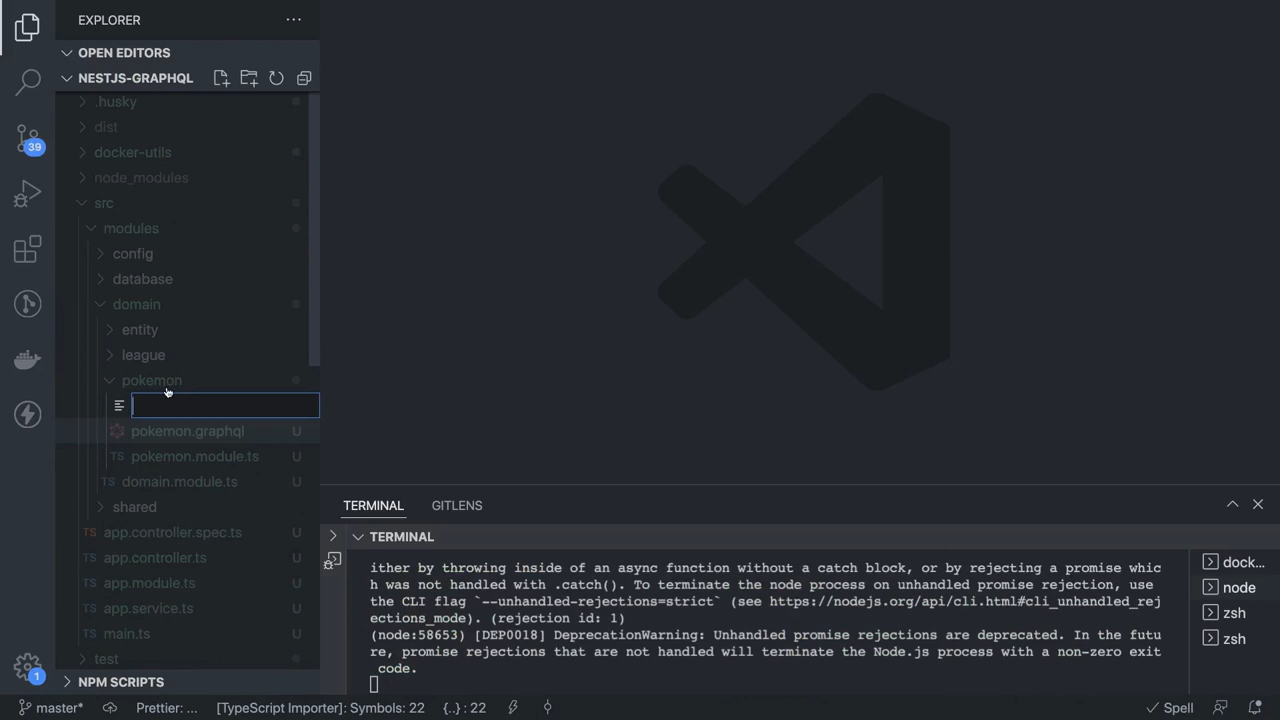 EXPLORER
OPEN EDITORS
NESTJS-GRAPHQL
.husky
dist
docker-utils
node_modules
src
39
modules
config
database
domain
entity
league
pokemon
pokemon.graphql U
TS pokemon.module.ts U
TS domain.module.ts U
shared
TS app.controller.spec.ts U
TS app.controller.ts U
TS app.module.ts U
TS app.service.ts U
TS main.ts U
test
1
NPM SCRIPTS
TERMINAL GITLENS
TERMINAL
ither by throwing inside of an async function without a catch block, or by rejecting a promise whic
h was not handled with .catch(). To terminate the node process on unhandled promise rejection, use
the CLI flag `--unhandled-rejections=strict` (see https://nodejs.org/api/cli.html#cli_unhandled_rej
ections_mode). (rejection id: 1)
(node:58653) [DEP0018] DeprecationWarning: Unhandled promise rejections are deprecated. In the futu
re, promise rejections that are not handled will terminate the Node.js process with a non-zero exit
code.
dock...
node
zsh
zsh
master* Prettier: ... [TypeScript Importer]: Symbols: 22 {..} : 22 Spell